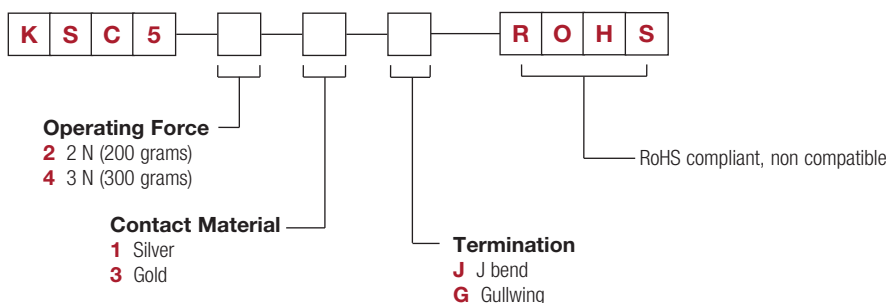 K S C 5 R O H S
Operating Force
2 2 N (200 grams)
4 3 N (300 grams)
RoHS compliant, non compatible
Contact Material
1 Silver
3 Gold
Termination
J J bend
G Gullwing